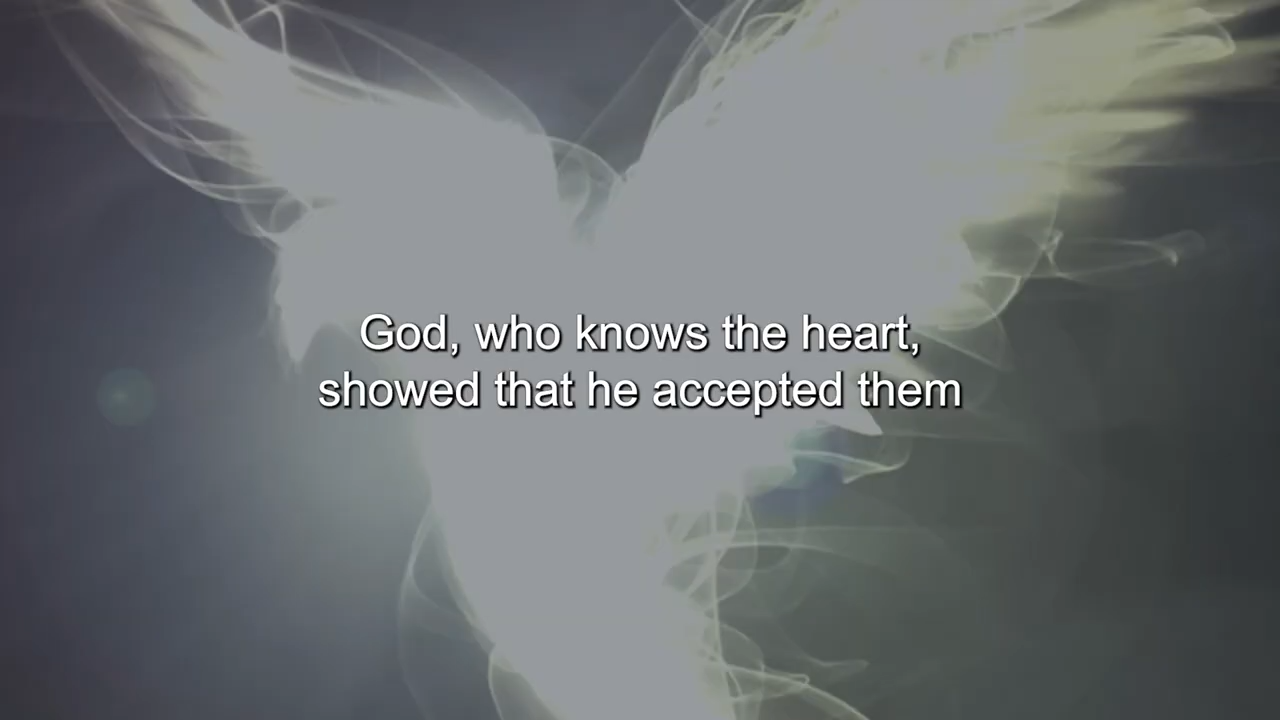 God, who knows the heart,
showed that he accepted them